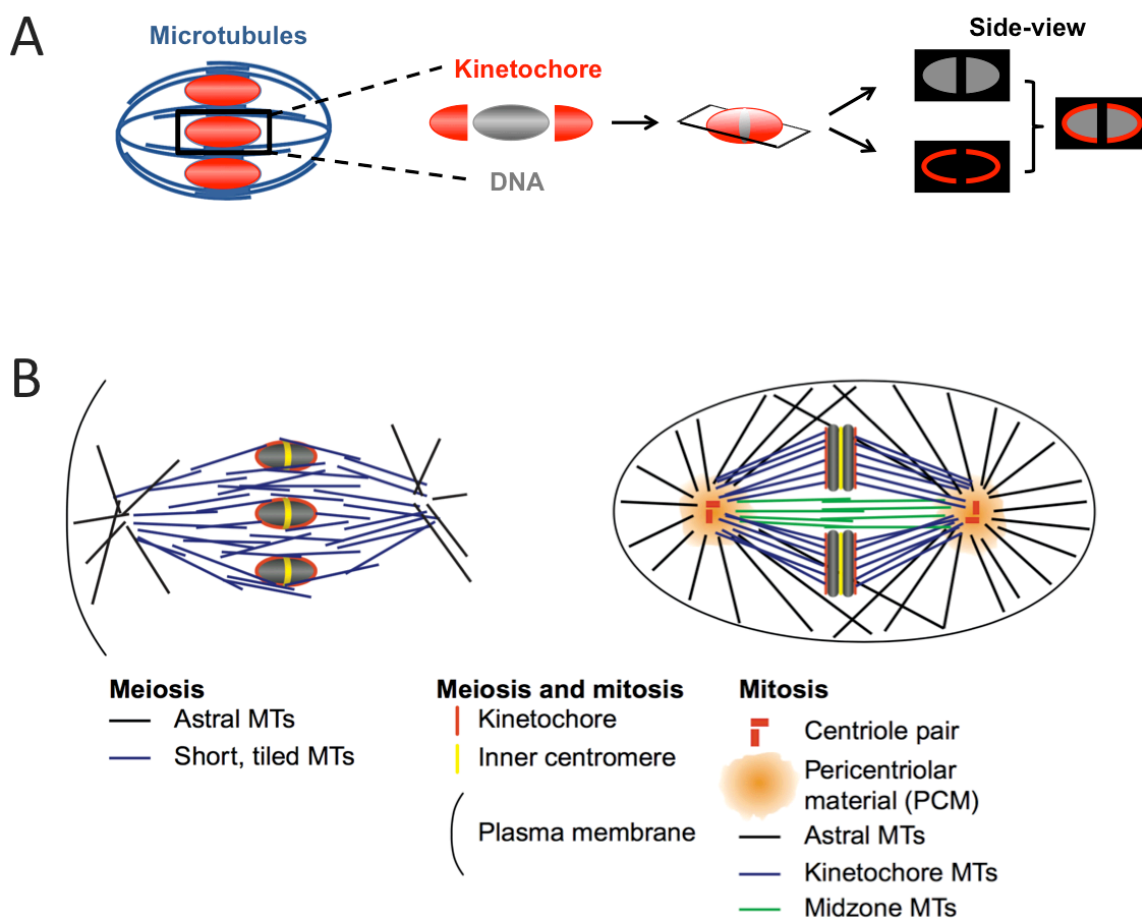 A
Microtubules
Kinetochore
DNA
Side-view
B
Meiosis
Astral MTs
Short, tiled MTs
Meiosis and mitosis
Kinetochore
Inner centromere
Plasma membrane
Mitosis
Centriole pair
Pericentriolar
material (PCM)
Astral MTs
Kinetochore MTs
Midzone MTs